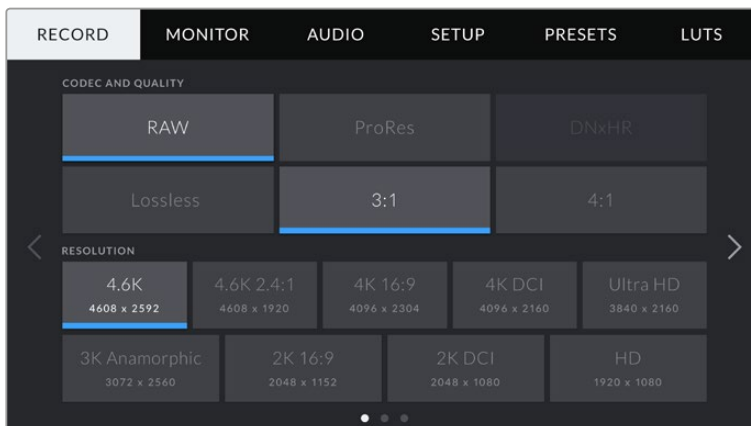 RECORD MONITOR AUDIO SETUP PRESETS LUTS
CODEC AND QUALITY
RAW ProRes DNxHR
Lossless 3:1 4:1
RESOLUTION
4.6K 4.6K 2.4:1 4K 16:9 4K DCI Ultra HD
4608 x 2592 4608 x 1920 4096 x 2304 4096 x 2160 3840 x 2160
3K Anamorphic 2K 16:9 2K DCI HD
3072 x 2560 2048 x 1152 2048 x 1080 1920 x 1080